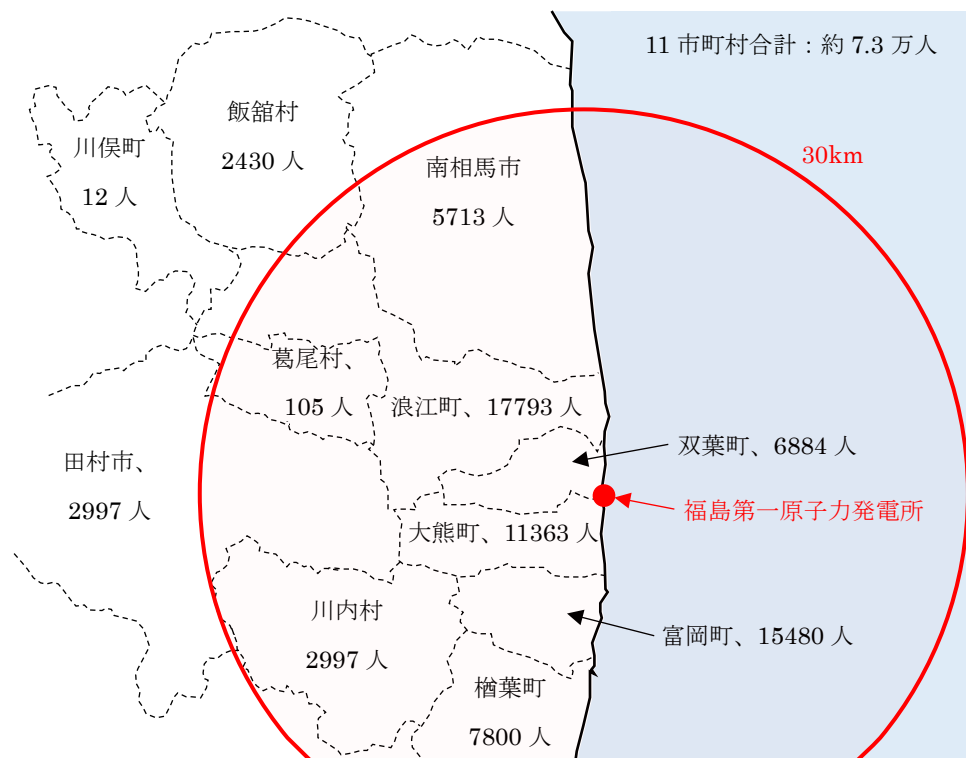 11 市町村合計：約 7.3 万人
飯舘村
2430 人
川俣町
12 人
30km
南相馬市
5713 人
葛尾村、
105 人
浪江町、17793 人
双葉町、6884 人
田村市、
2997 人
福島第一原子力発電所
大熊町、11363 人
川内村
2997 人
富岡町、15480 人
楢葉町
7800 人